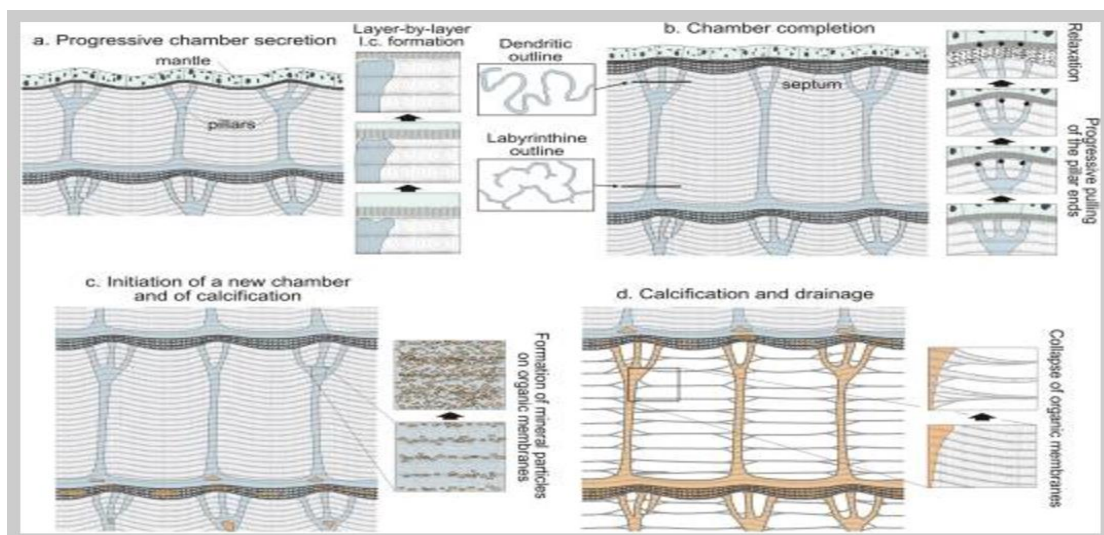 a. Progressive chamber secretion
mantle
pillars
Layer-by-layer
l.c. formation
Dendritic
outline
Labyrinthine
outline
b. Chamber completion
septum
Relaxation
Progressive pulling
of the pillar ends
c. Initiation of a new chamber
and of calcification
Formation of mineral particles
on organic membranes
d. Calcification and drainage
Collapse of organic membranes